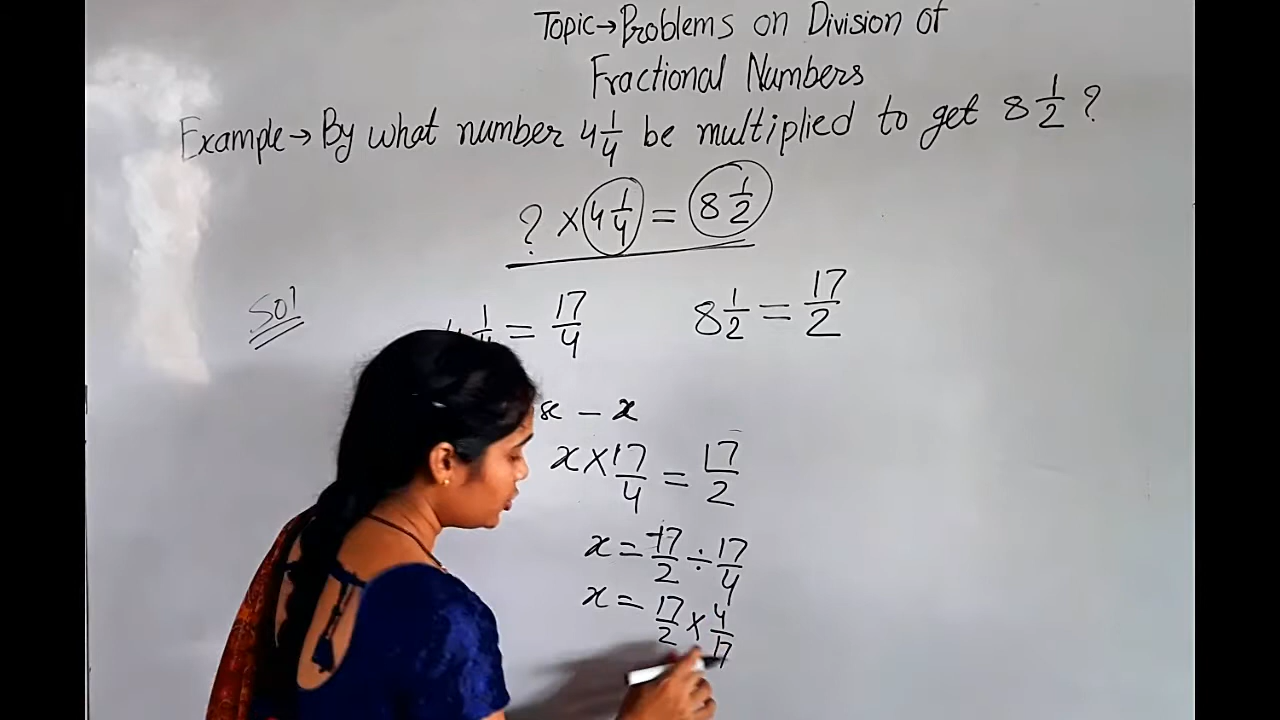 Topic→Problems on Division of
Fractional Numbers
Example→ By what number 4 1/4 be multiplied to get 8 1/2 ?
? × 4 1/4 = 8 1/2
Sol
= 17/4 8 1/2 = 17/2
– x
x × 17/4 = 17/2
x = 17/2 ÷ 17/4
x = 17/2 × 4/17